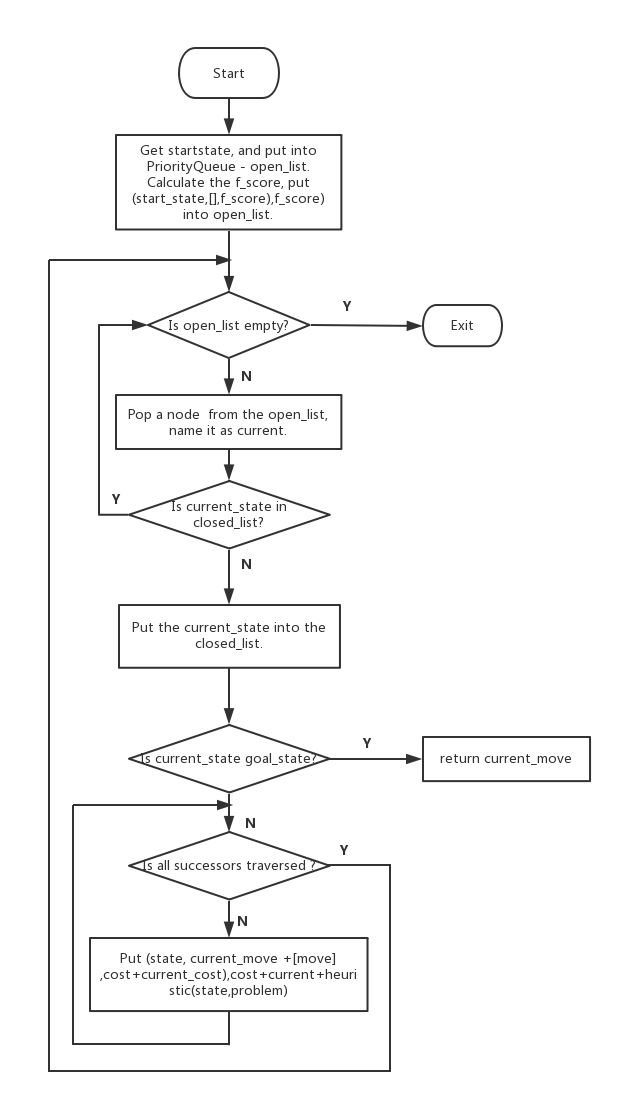 Start
Get startstate, and put into
PriorityQueue - open_list.
Calculate the f_score, put
(start_state,[],f_score),f_score)
into open_list.
Is open_list empty?
Y
Exit
N
Pop a node  from the open_list,
name it as current.
Y
Is current_state in
closed_list?
N
Put the current_state into the
closed_list.
Is current_state goal_state?
Y
return current_move
N
Is all successors traversed ?
Y
N
Put (state, current_move +[move]
,cost+current_cost),cost+current+heuri
stic(state,problem)